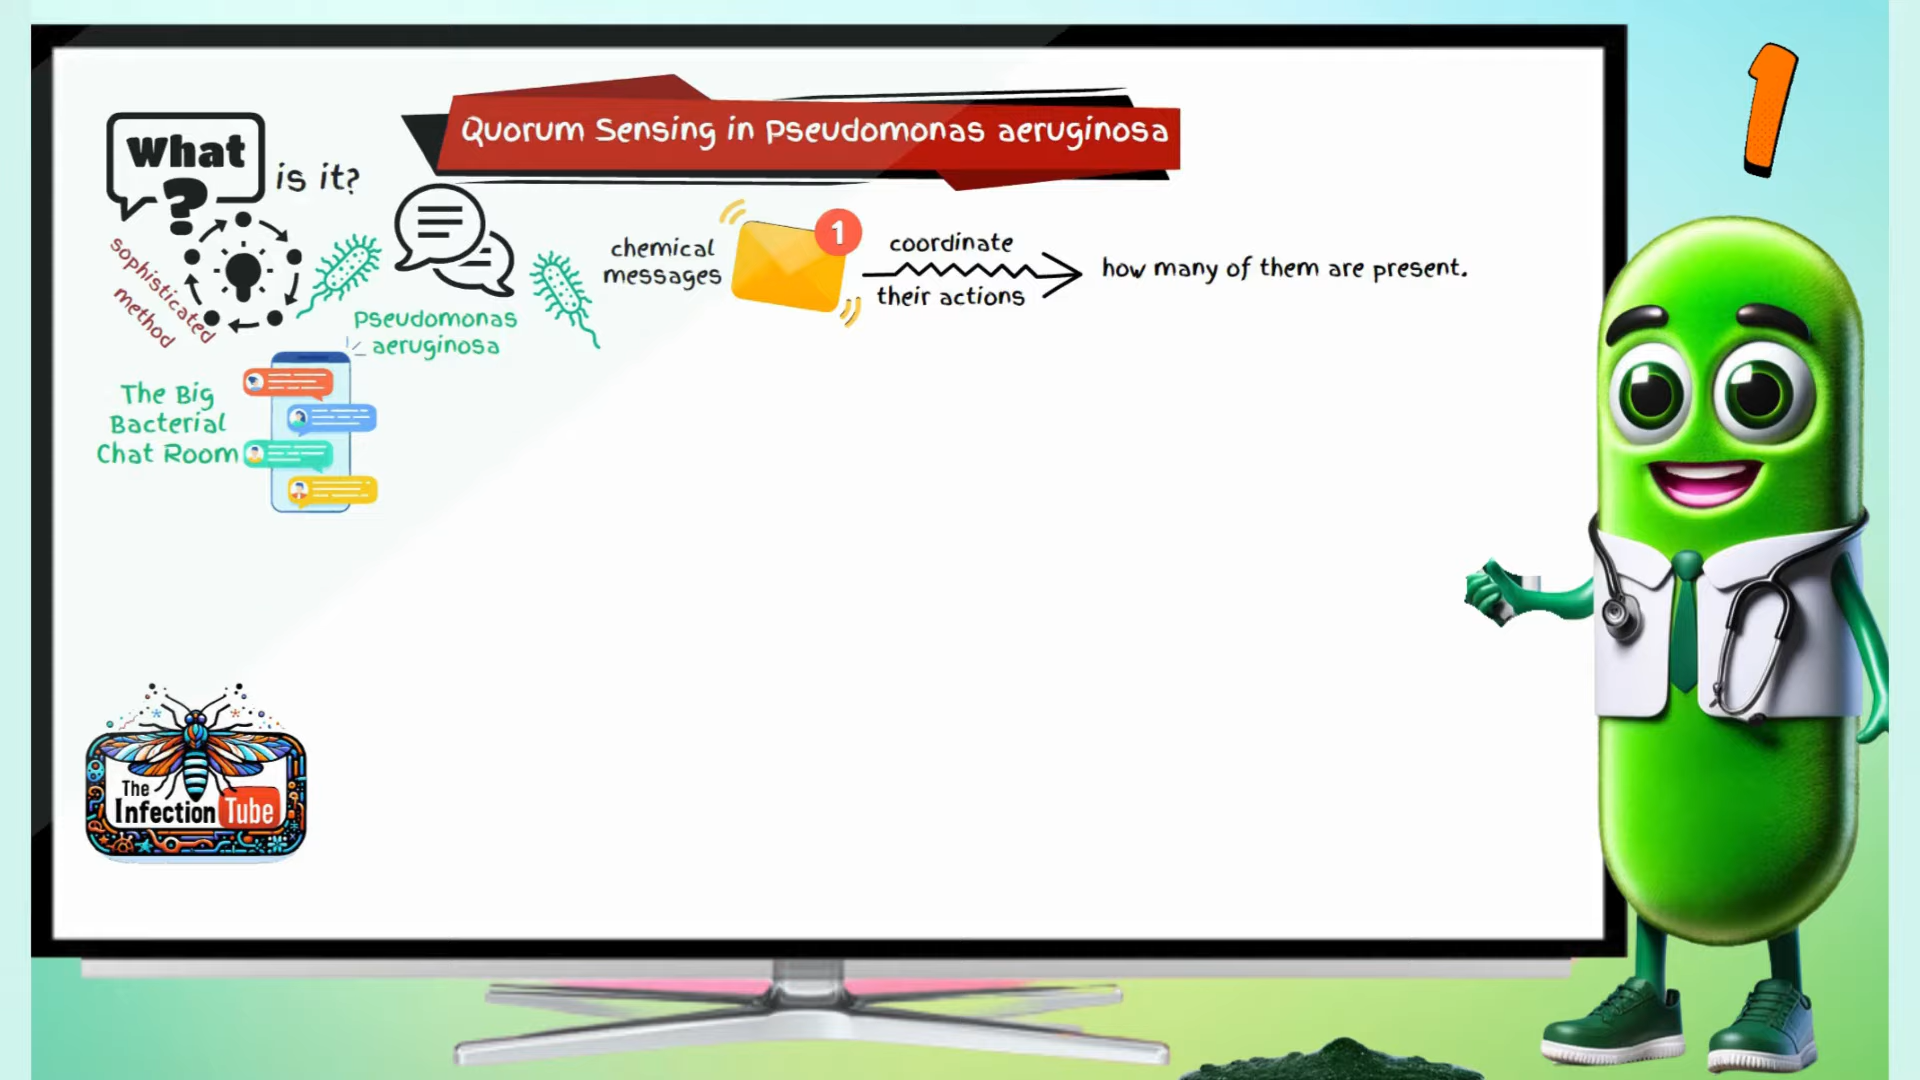 1
Quorum Sensing in Pseudomonas aeruginosa
What
?
is it?
sophisticated
method
Pseudomonas
aeruginosa
chemical
messages
1
coordinate
their actions
how many of them are present.
The Big
Bacterial
Chat Room
The
Infection Tube